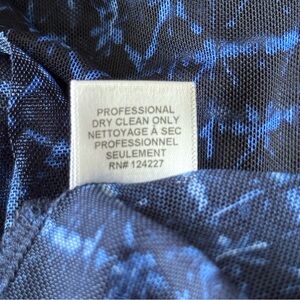 PROFESSIONAL
DRY CLEAN ONLY
NETTOYAGE À SEC
PROFESSIONNEL
SEULEMENT
RN# 124227